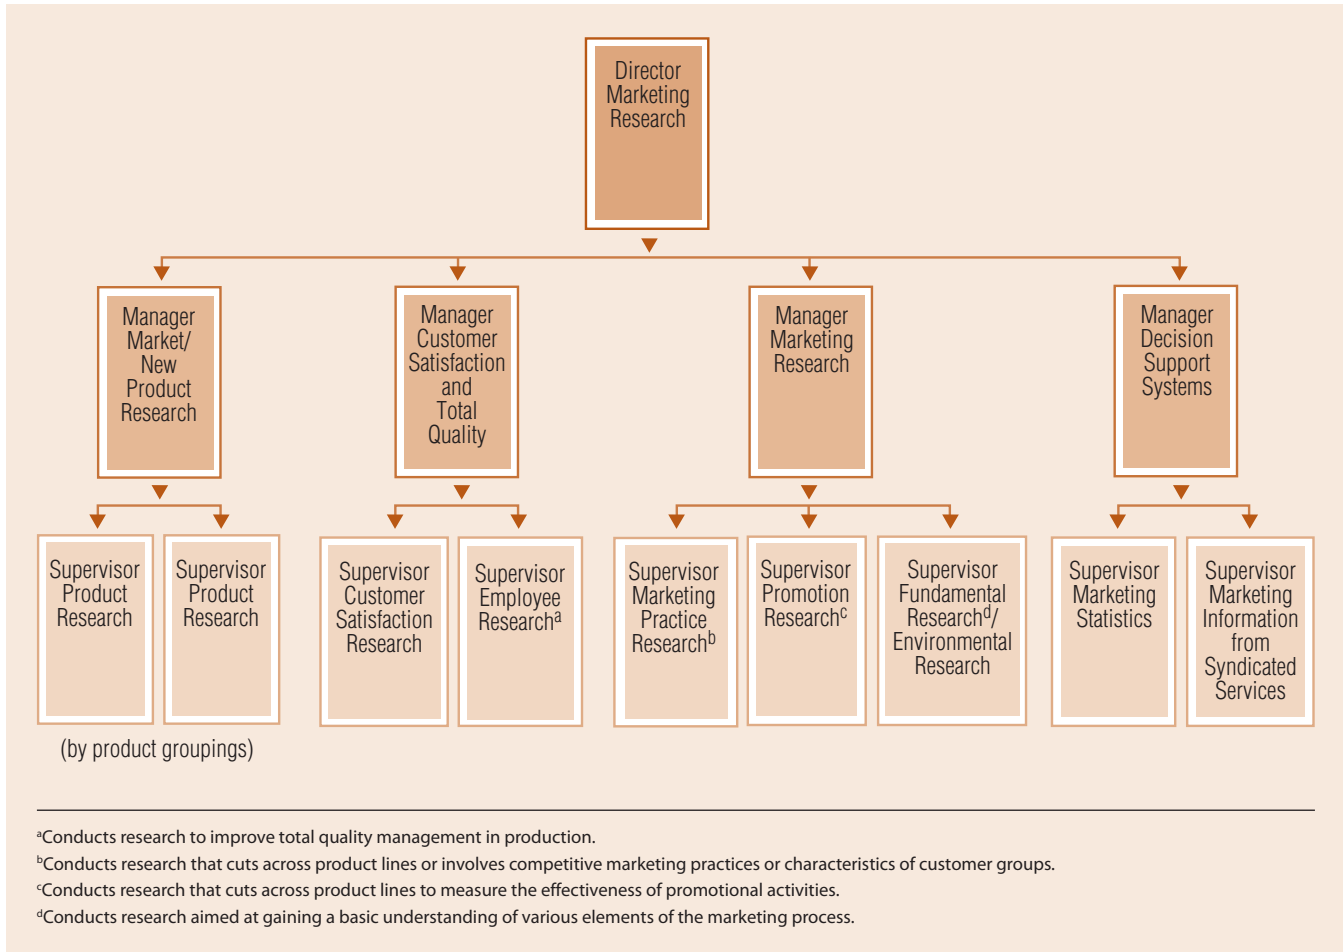 Director
Marketing
Research
Manager
Market/
New
Product
Research
Manager
Customer
Satisfaction
and
Total
Quality
Manager
Marketing
Research
Manager
Decision
Support
Systems
Supervisor
Product
Research
Supervisor
Product
Research
(by product groupings)
Supervisor
Customer
Satisfaction
Research
Supervisor
Employee
Researchᵃ
Supervisor
Marketing
Practice
Researchᵇ
Supervisor
Promotion
Researchᶜ
Supervisor
Fundamental
Researchᵈ/
Environmental
Research
Supervisor
Marketing
Statistics
Supervisor
Marketing
Information
from
Syndicated
Services
ᵃConducts research to improve total quality management in production.
ᵇConducts research that cuts across product lines or involves competitive marketing practices or characteristics of customer groups.
ᶜConducts research that cuts across product lines to measure the effectiveness of promotional activities.
ᵈConducts research aimed at gaining a basic understanding of various elements of the marketing process.